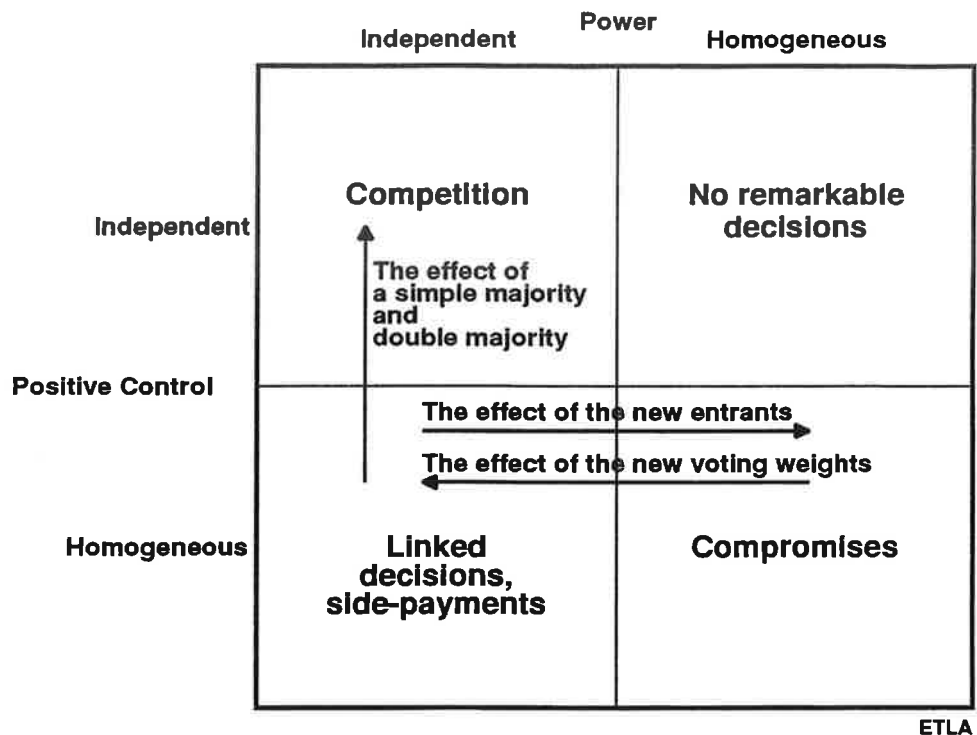 Power
Independent
Homogeneous
Competition
No remarkable
decisions
Independent
The effect of
a simple majority
and
double majority
Positive Control
The effect of the new entrants
The effect of the new voting weights
Homogeneous
Linked
decisions,
side-payments
Compromises
ETLA